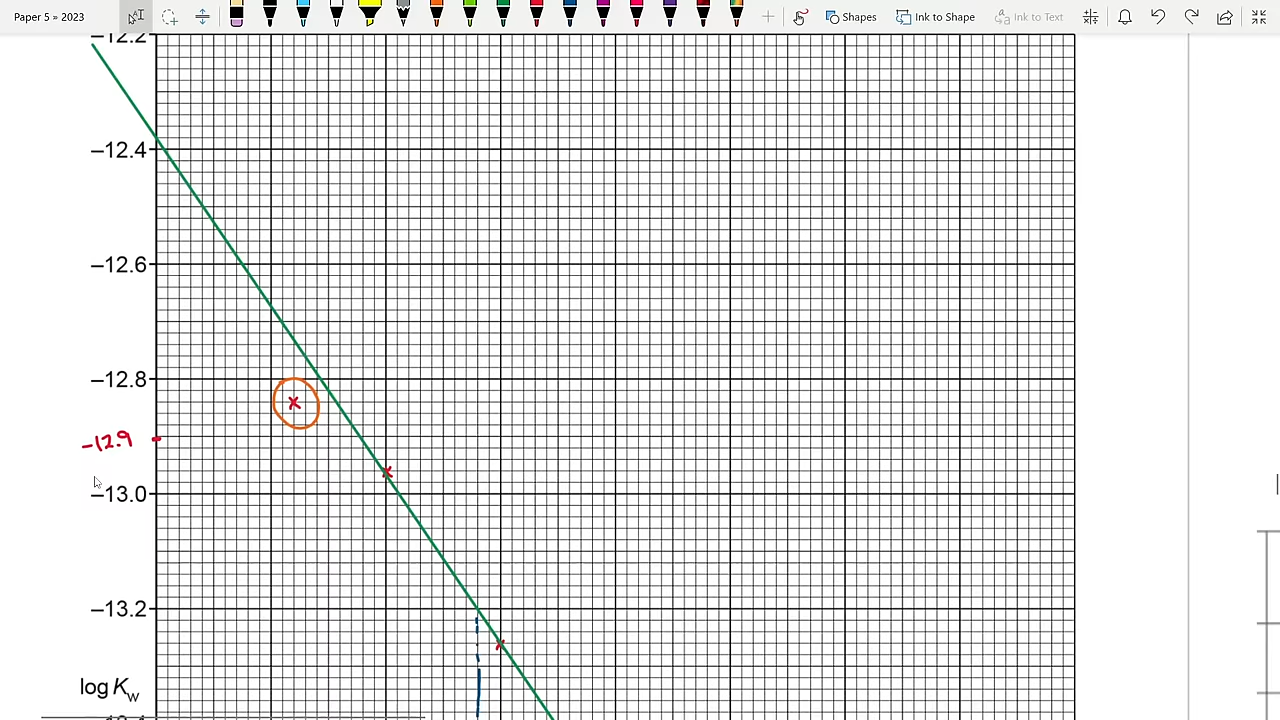 Paper 5 » 2023
Shapes
Ink to Shape
Ink to Text
–12.2
–12.4
–12.6
–12.8
-12.9
–13.0
–13.2
log Kw